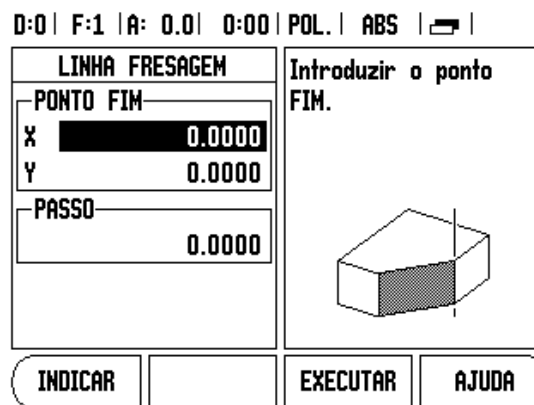 D:0 | F:1 | A: 0.0 | 0:00 | POL. | ABS |
LINHA FRESAGEM
PONTO FIM
X 0.0000
Y 0.0000
PASSO
0.0000
Introduzir o ponto
FIM.
INDICAR
EXECUTAR
AJUDA